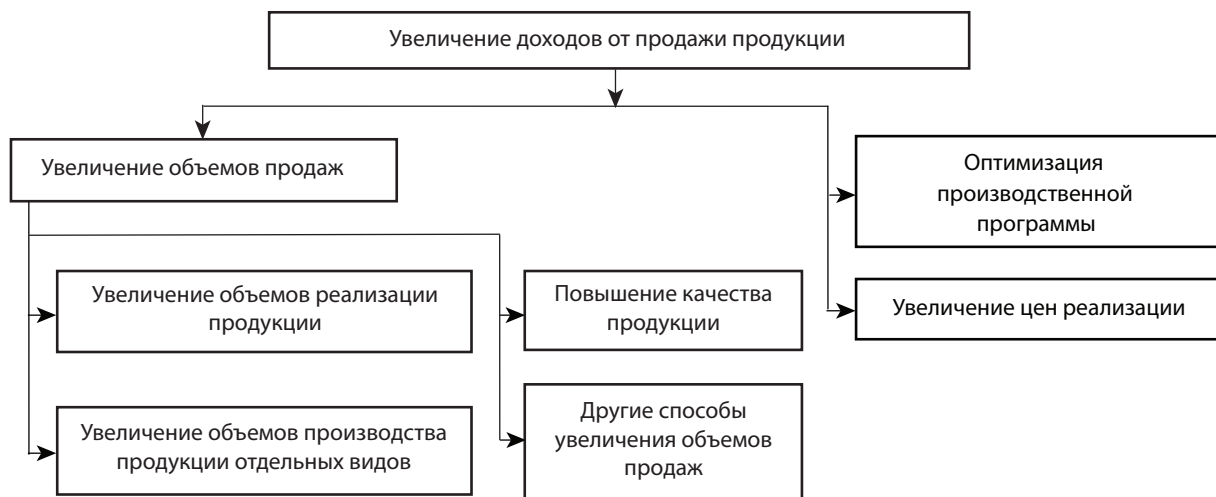 Увеличение доходов от продажи продукции
Увеличение объемов продаж
Оптимизация
производственной
программы
Увеличение объемов реализации
продукции
Повышение качества
продукции
Увеличение цен реализации
Увеличение объемов производства
продукции отдельных видов
Другие способы
увеличения объемов
продаж